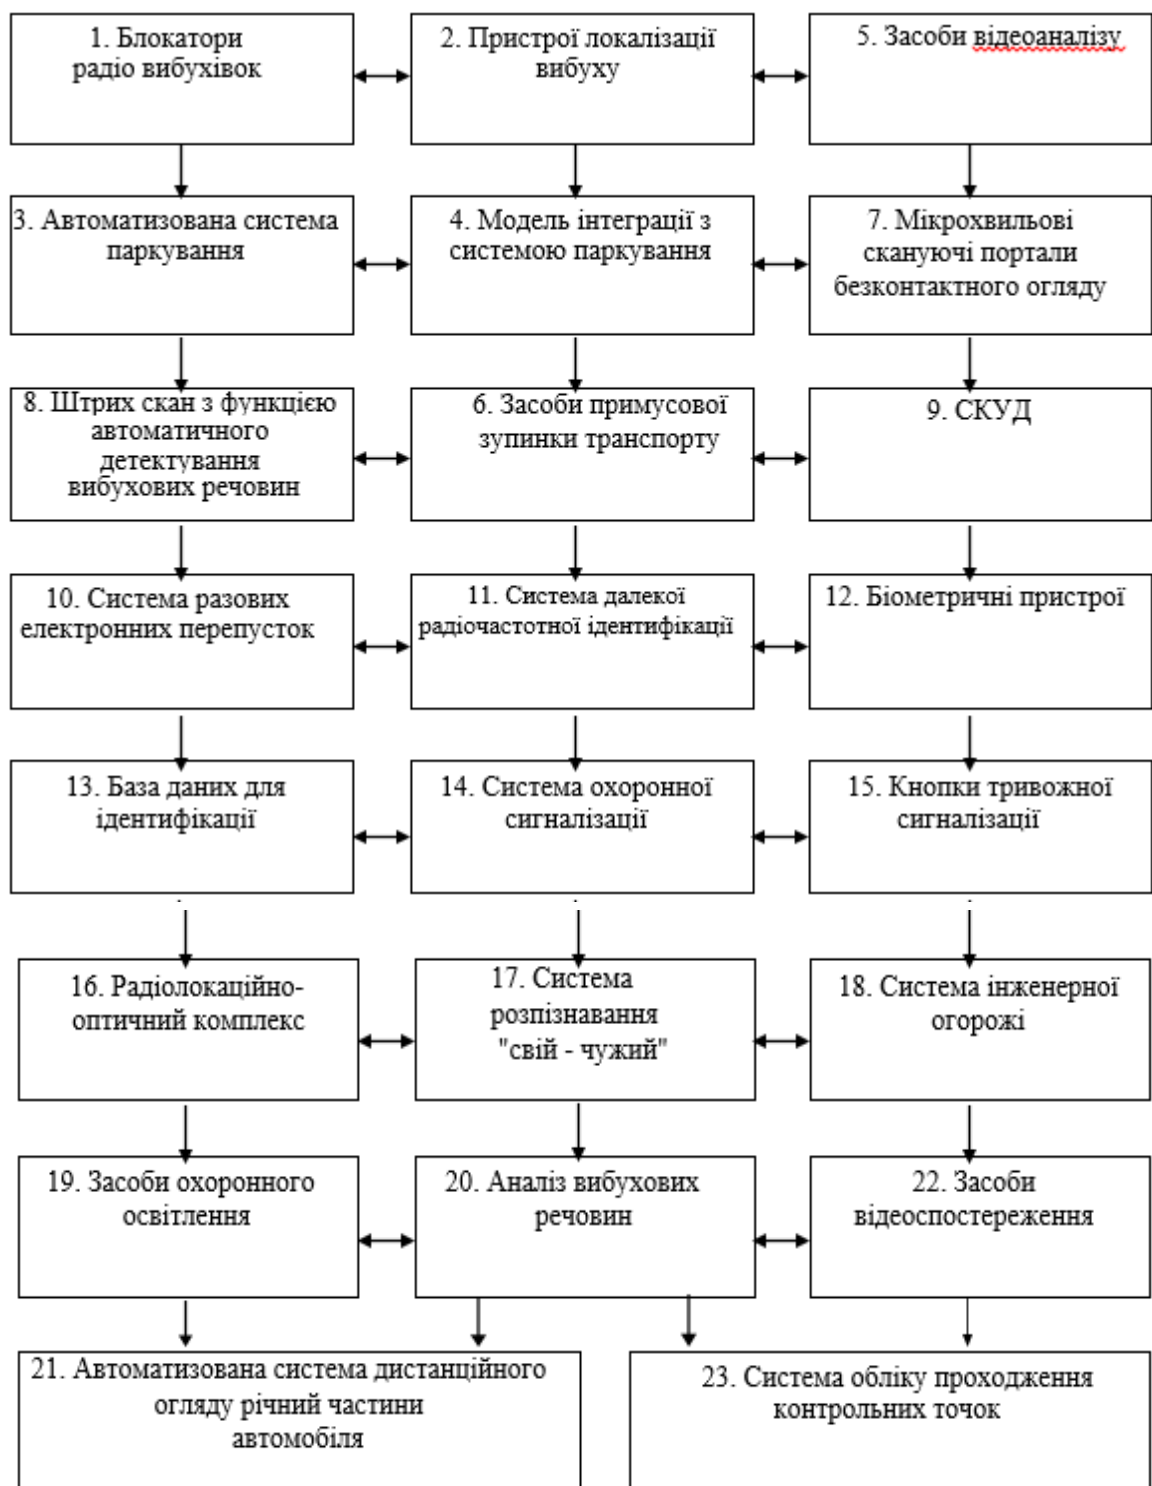 1. Блокатори
радіо вибухівок
2. Пристрої локалізації
вибуху
5. Засоби відеоаналізу
3. Автоматизована система
паркування
4. Модель інтеграції з
системою паркування
7. Мікрохвильові
скануючі портали
безконтактного огляду
8. Штрих скан з функцією
автоматичного
детектування
вибухових речовин
6. Засоби примусової
зупинки транспорту
9. СКУД
10. Система разових
електронних перепусток
11. Система далекої
радіочастотної ідентифікації
12. Біометричні пристрої
13. База даних для
ідентифікації
14. Система охоронної
сигналізації
15. Кнопки тривожної
сигналізації
16. Радіолокаційно-
оптичний комплекс
17. Система
розпізнавання
"свій - чужий"
18. Система інженерної
огорожі
19. Засоби охоронного
освітлення
20. Аналіз вибухових
речовин
22. Засоби
відеоспостереження
21. Автоматизована система дистанційного
огляду річний частини
автомобіля
23. Система обліку проходження
контрольних точок